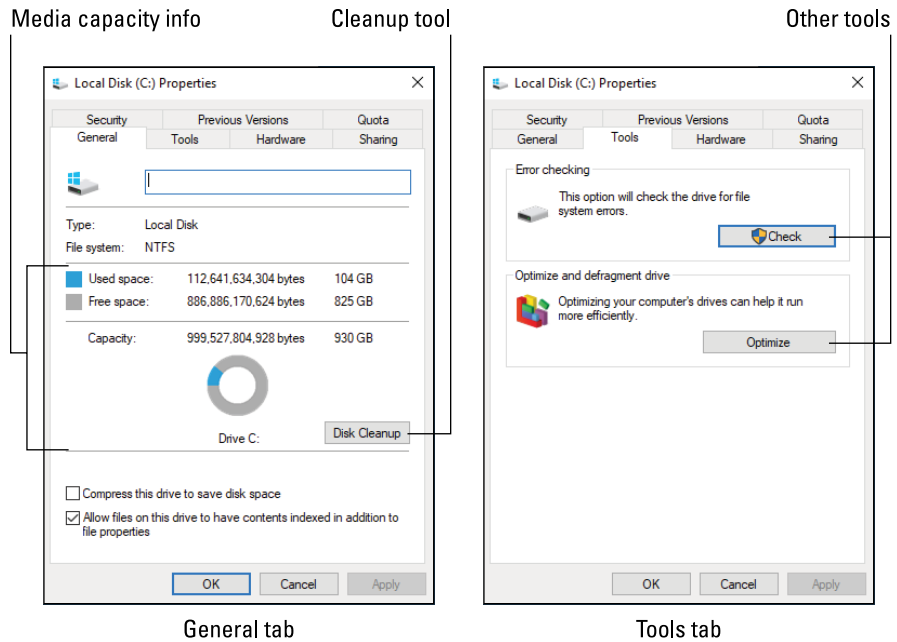 Media capacity info
Cleanup tool
Other tools
Local Disk (C:) Properties
Security
Previous Versions
Quota
General
Tools
Hardware
Sharing
Type:
Local Disk
File system:
NTFS
Used space:
112,641,634,304 bytes
104 GB
Free space:
886,886,170,624 bytes
825 GB
Capacity:
999,527,804,928 bytes
930 GB
Drive C:
Disk Cleanup
Compress this drive to save disk space
Allow files on this drive to have contents indexed in addition to
file properties
OK
Cancel
Apply
General tab
Local Disk (C:) Properties
Security
Previous Versions
Quota
General
Tools
Hardware
Sharing
Error checking
This option will check the drive for file
system errors.
Check
Optimize and defragment drive
Optimizing your computer's drives can help it run
more efficiently.
Optimize
OK
Cancel
Apply
Tools tab